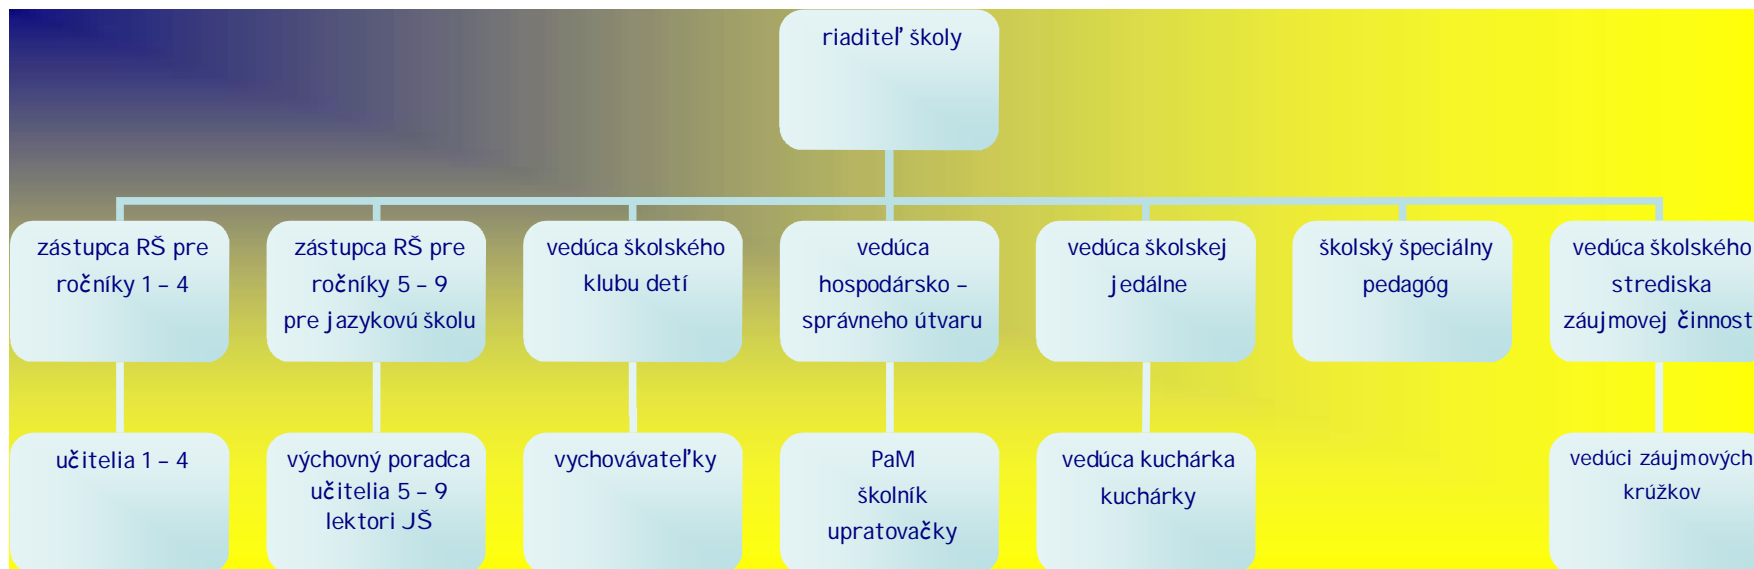 riaditeľ školy
zástupca RŠ pre
ročníky 1 – 4
zástupca RŠ pre
ročníky 5 – 9
pre jazykovú školu
vedúca školského
klubu detí
vedúca
hospodársko –
správneho útvaru
vedúca školskej
jedálne
školský špeciálny
pedagóg
vedúca školského
strediska
záujmovej činnost
učitelia 1 – 4
výchovný poradca
učitelia 5 – 9
lektori JŠ
vychovávateľky
PaM
školník
upratovačky
vedúca kuchárka
kuchárky
vedúci záujmových
krúžkov